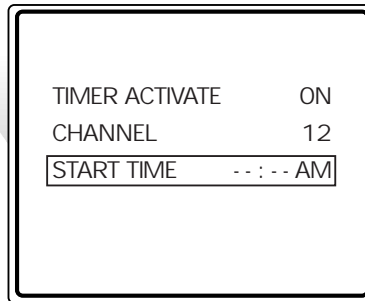 TIMER ACTIVATE ON
CHANNEL 12
START TIME - - : - - AM